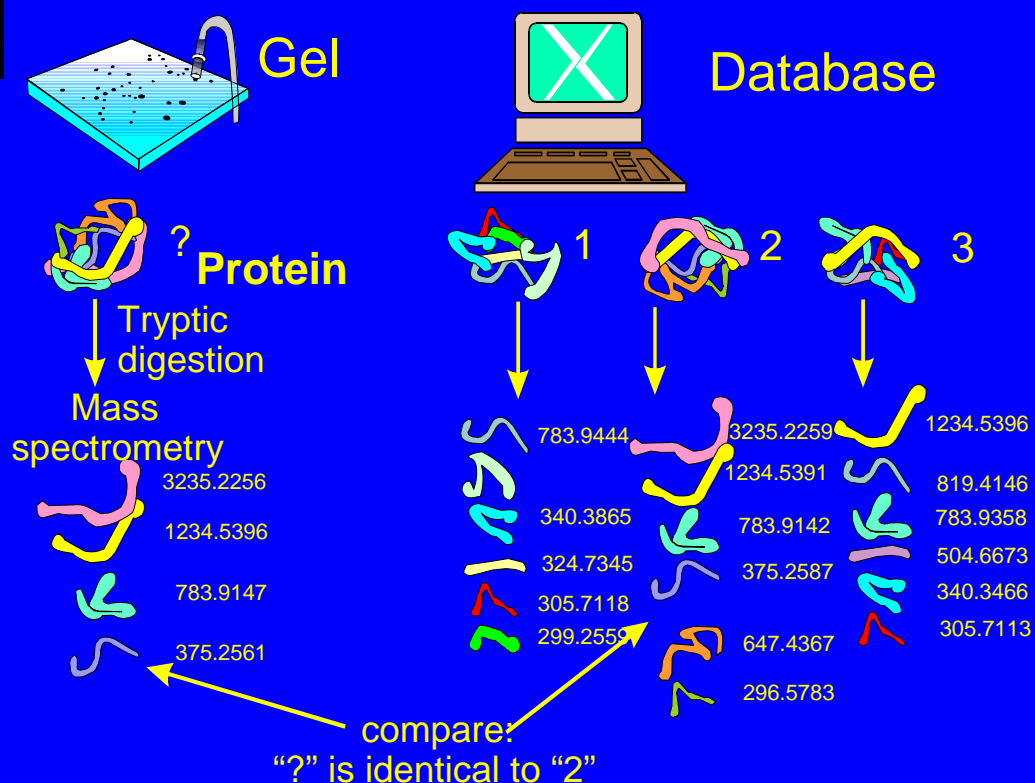 Gel
Database
?
Protein
1
2
3
Tryptic
digestion
Mass
spectrometry
3235.2256
1234.5396
783.9147
375.2561
783.9444
340.3865
324.7345
305.7118
299.2559
3235.2259
1234.5391
783.9142
375.2587
647.4367
296.5783
1234.5396
819.4146
783.9358
504.6673
340.3466
305.7113
compare:
“?” is identical to “2”